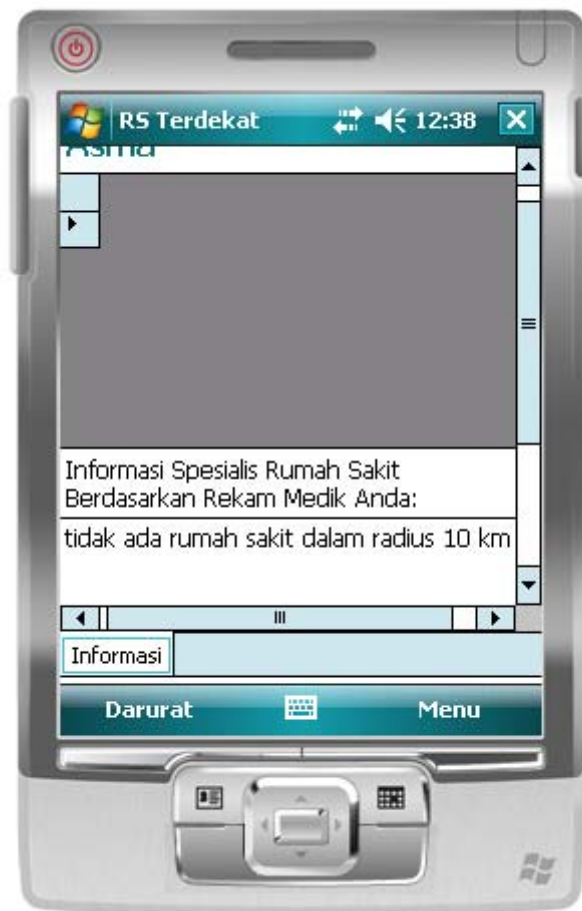 RS Terdekat 12:38
Asma
Informasi Spesialis Rumah Sakit
Berdasarkan Rekam Medik Anda:
tidak ada rumah sakit dalam radius 10 km
Informasi
Darurat Menu